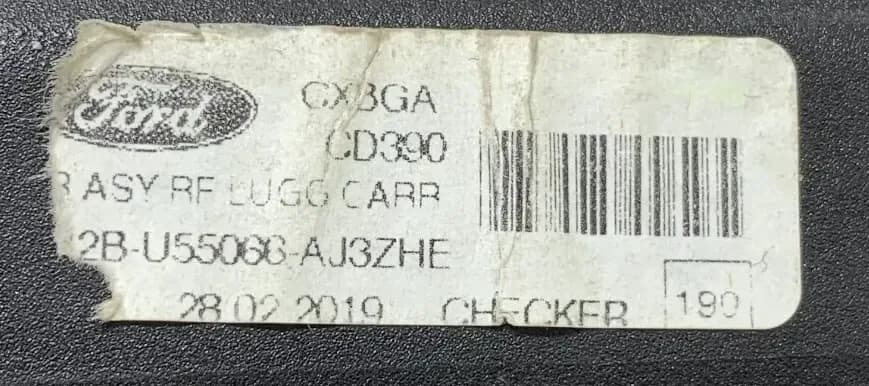 Ford
CX3GA
CD390
ASY RF LUGG CARR
2B-U55066-AJ3ZHE
28.02.2019 CHECKER 190